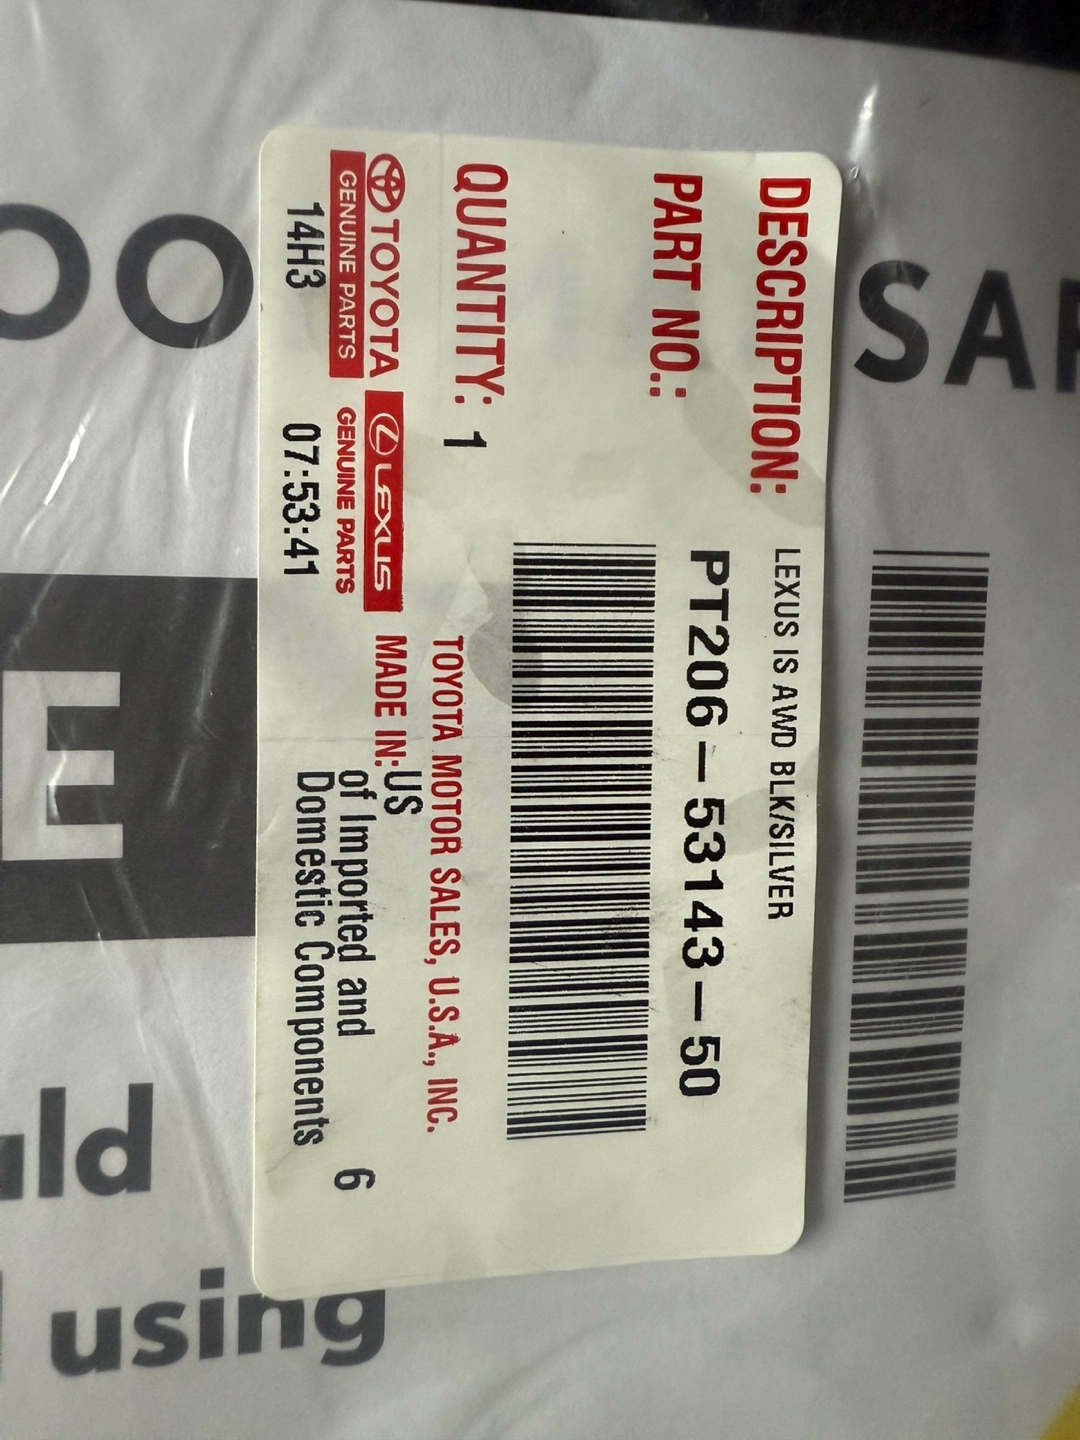 DESCRIPTION: LEXUS IS AWD BLK/SILVER
PART NO.: PT206-53143-50
QUANTITY: 1
TOYOTA MOTOR SALES, U.S.A., INC.
TOYOTA
GENUINE PARTS
LEXUS
GENUINE PARTS
MADE IN: US
of Imported and
Domestic Components
6
14H3 07:53:41
uld
using